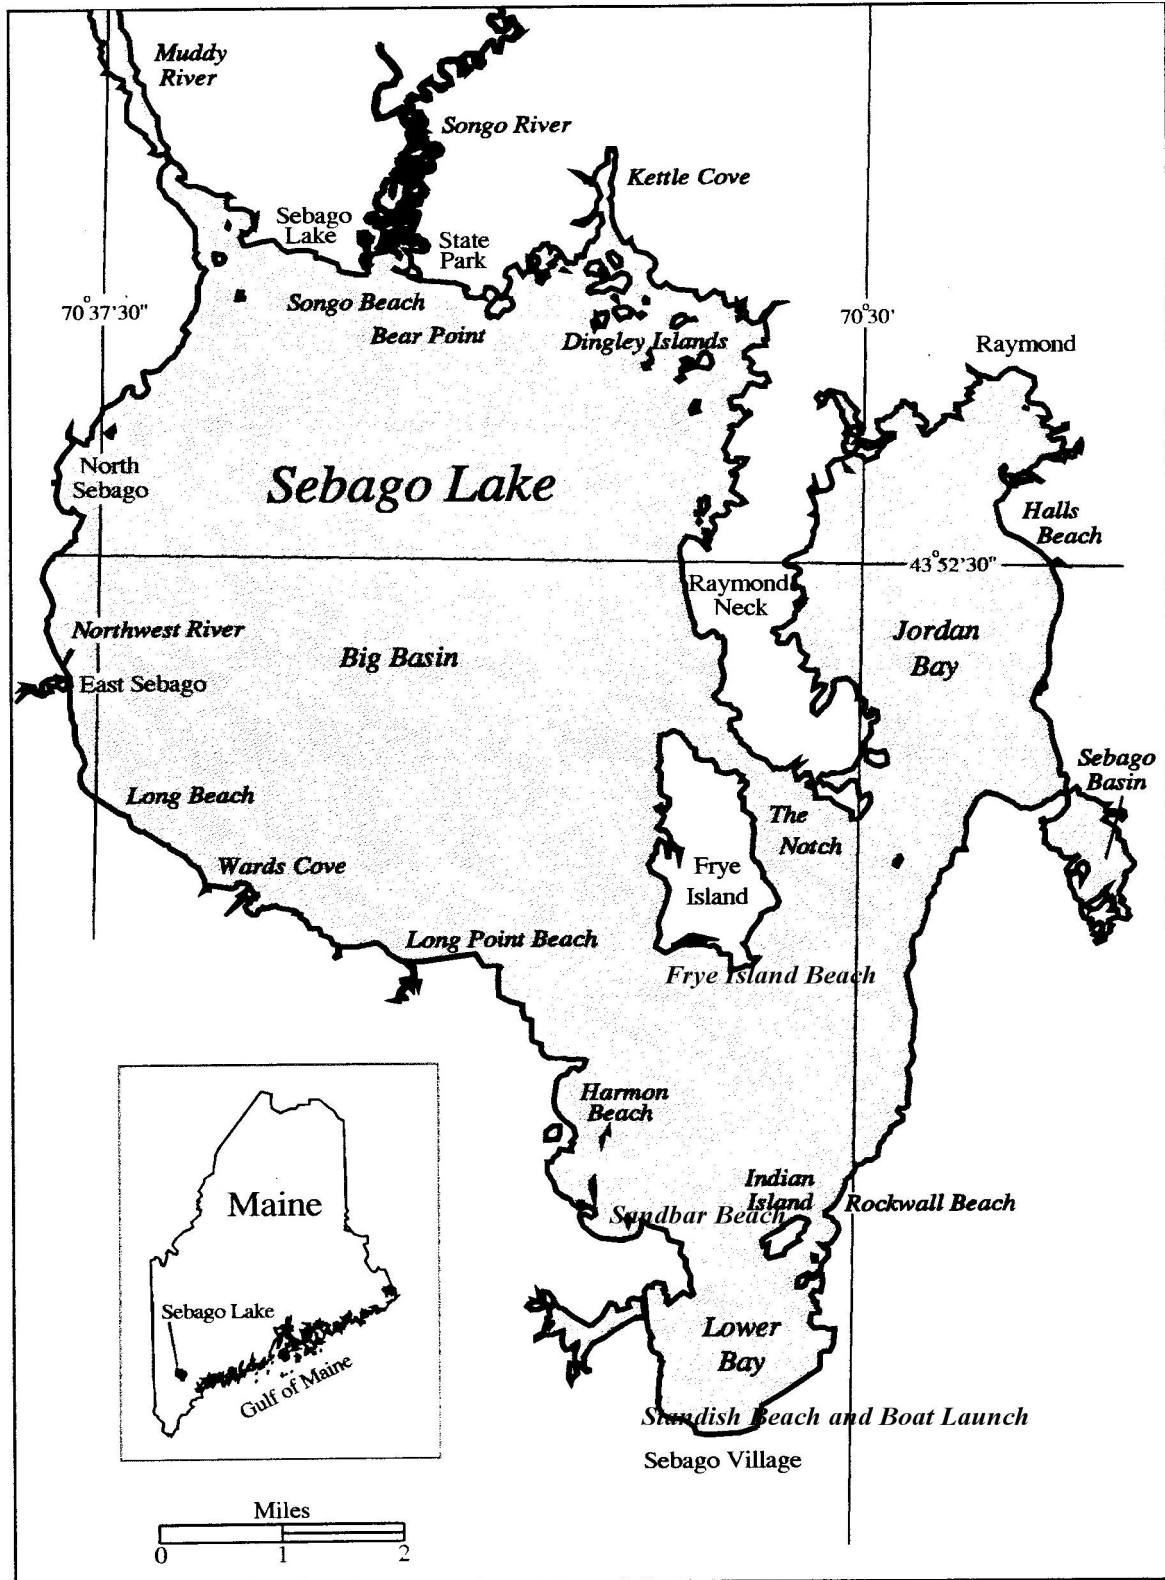 Muddy
River
Songo River
Kettle Cove
Sebago
Lake
State
Park
Songo Beach
70°37'30"
70°30'
Bear Point
Dingley Islands
Raymond
North
Sebago
Sebago Lake
Halls
Beach
43°52'30"
Raymond
Neck
Northwest River
Jordan
Bay
Big Basin
East Sebago
Sebago
Basin
Long Beach
The
Notch
Wards Cove
Frye
Island
Long Point Beach
Frye Island Beach
Harmon
Beach
Indian
Island
Rockwall Beach
Sandbar Beach
Maine
Sebago Lake
Gulf of Maine
Lower
Bay
Standish Beach and Boat Launch
Sebago Village
Miles
0 1 2